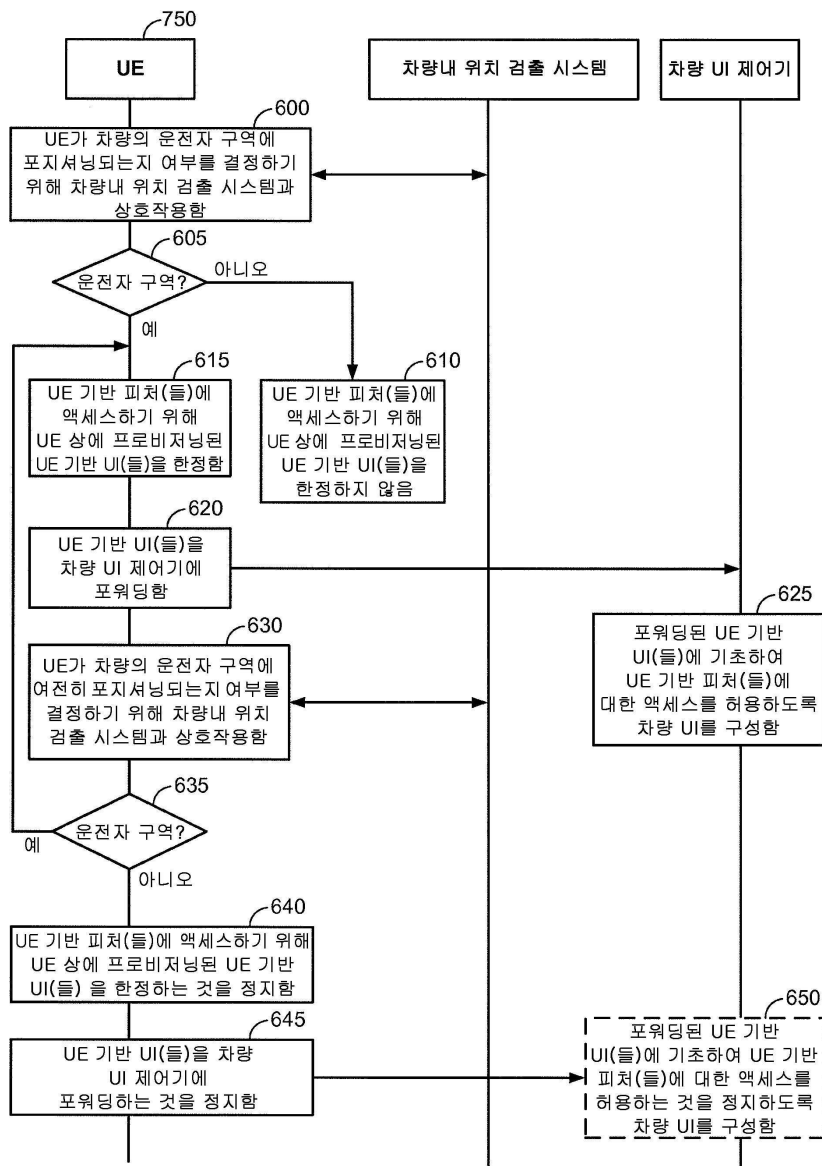 750
UE
차량내 위치 검출 시스템
차량 UI 제어기
600
UE가 차량의 운전자 구역에
포지셔닝되는지 여부를 결정하기
위해 차량내 위치 검출 시스템과
상호작용함
605
운전자 구역?
아니오
예
615
UE 기반 피처(들)에
액세스하기 위해
UE 상에 프로비저닝된
UE 기반 UI(들)을 한정함
610
UE 기반 피처(들)에
액세스하기 위해
UE 상에 프로비저닝된
UE 기반 UI(들)을
한정하지 않음
620
UE 기반 UI(들)을
차량 UI 제어기에
포워딩함
625
포워딩된 UE 기반
UI(들)에 기초하여
UE 기반 피처(들)에
대한 액세스를 허용하도록
차량 UI를 구성함
630
UE가 차량의 운전자 구역에
여전히 포지셔닝되는지 여부를
결정하기 위해 차량내 위치
검출 시스템과 상호작용함
635
운전자 구역?
예
아니오
640
UE 기반 피처(들)에 액세스하기 위해
UE 상에 프로비저닝된 UE 기반
UI(들) 을 한정하는 것을 정지함
645
UE 기반 UI(들)을 차량
UI 제어기에
포워딩하는 것을 정지함
650
포워딩된 UE 기반
UI(들)에 기초하여 UE 기반
피처(들)에 대한 액세스를
허용하는 것을 정지하도록
차량 UI를 구성함